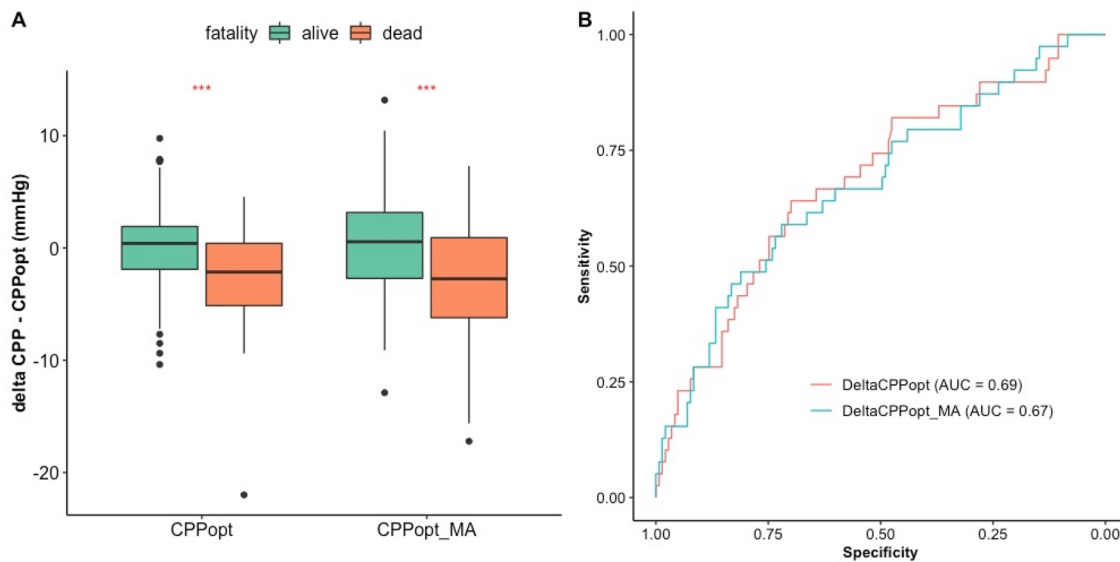 A
fatality alive dead
*** ***
delta CPP - CPPopt (mmHg)
10
0
-10
-20
CPPopt CPPopt_MA
B
Sensitivity
1.00
0.75
0.50
0.25
0.00
DeltaCPPopt (AUC = 0.69)
DeltaCPPopt_MA (AUC = 0.67)
1.00 0.75 0.50 0.25 0.00
Specificity